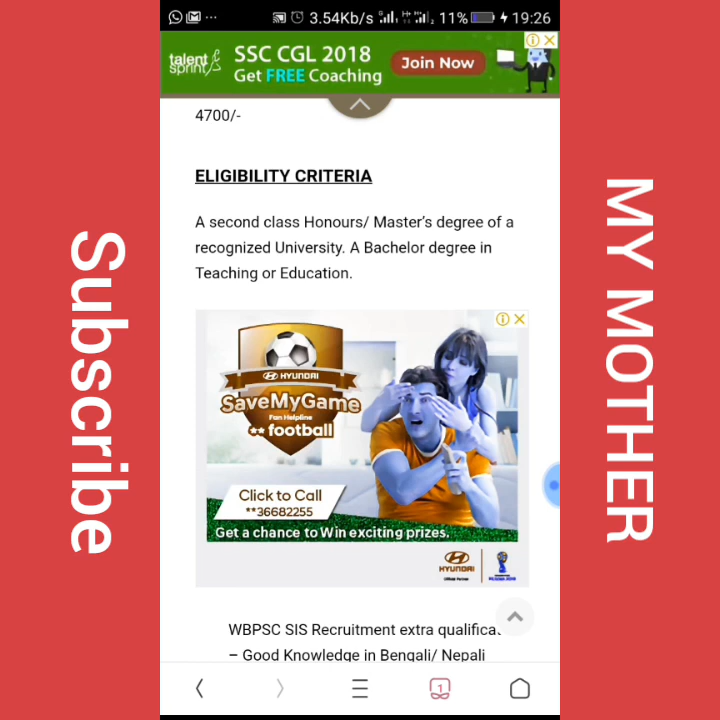 3.54Kb/s 11% 19:26
talent
sprint
SSC CGL 2018
Get FREE Coaching
Join Now
4700/-
ELIGIBILITY CRITERIA
A second class Honours/ Master's degree of a
recognized University. A Bachelor degree in
Teaching or Education.
HYUNDAI
SaveMyGame
Fan Helpline
** football
Click to Call
**36682255
Get a chance to Win exciting prizes.
HYUNDAI
WBPSC SIS Recruitment extra qualifica
– Good Knowledge in Bengali/ Nepali
1
Subscribe
MY MOTHER